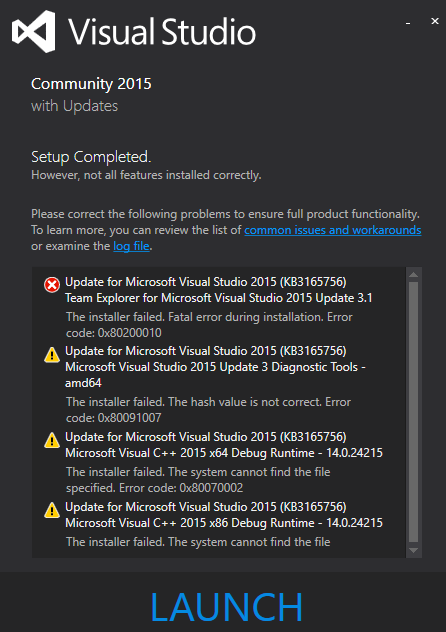 Visual Studio
Community 2015
with Updates
Setup Completed.
However, not all features installed correctly.
Please correct the following problems to ensure full product functionality.
To learn more, you can review the list of common issues and workarounds
or examine the log file.
Update for Microsoft Visual Studio 2015 (KB3165756)
Team Explorer for Microsoft Visual Studio 2015 Update 3.1
The installer failed. Fatal error during installation. Error
code: 0x80200010
Update for Microsoft Visual Studio 2015 (KB3165756)
Microsoft Visual Studio 2015 Update 3 Diagnostic Tools -
amd64
The installer failed. The hash value is not correct. Error
code: 0x80091007
Update for Microsoft Visual Studio 2015 (KB3165756)
Microsoft Visual C++ 2015 x64 Debug Runtime - 14.0.24215
The installer failed. The system cannot find the file
specified. Error code: 0x80070002
Update for Microsoft Visual Studio 2015 (KB3165756)
Microsoft Visual C++ 2015 x86 Debug Runtime - 14.0.24215
The installer failed. The system cannot find the file
LAUNCH